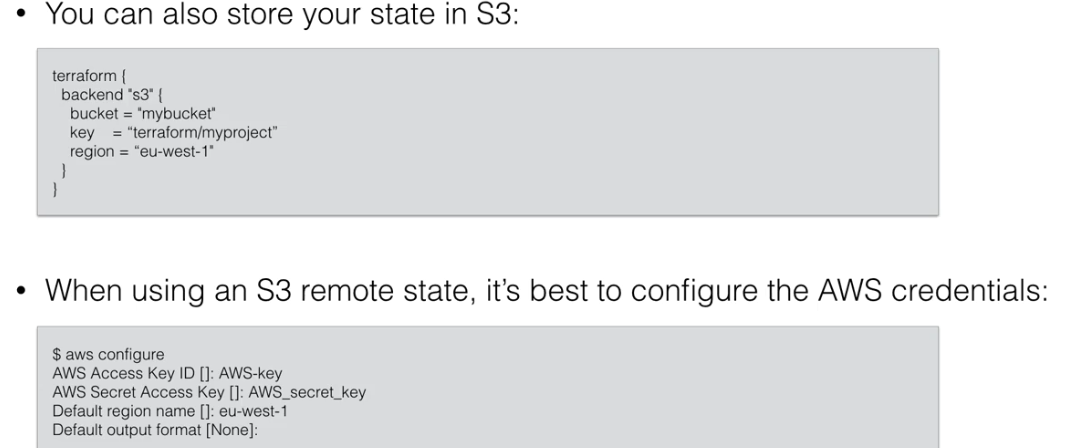 • You can also store your state in S3:
terraform {
  backend "s3" {
    bucket = "mybucket"
    key    = “terraform/myproject”
    region = “eu-west-1"
  }
}
• When using an S3 remote state, it’s best to configure the AWS credentials:
$ aws configure
AWS Access Key ID []: AWS-key
AWS Secret Access Key []: AWS_secret_key
Default region name []: eu-west-1
Default output format [None]: